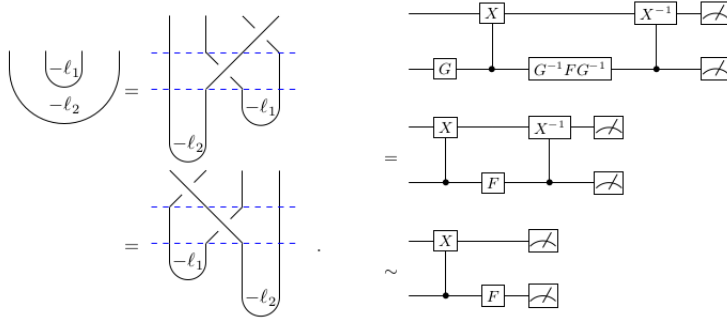 −ℓ₁
−ℓ₂
=
−ℓ₁
−ℓ₂
=
−ℓ₁
−ℓ₂
.
X X⁻¹
G G⁻¹FG⁻¹
X X⁻¹
=
F
X
∼
F